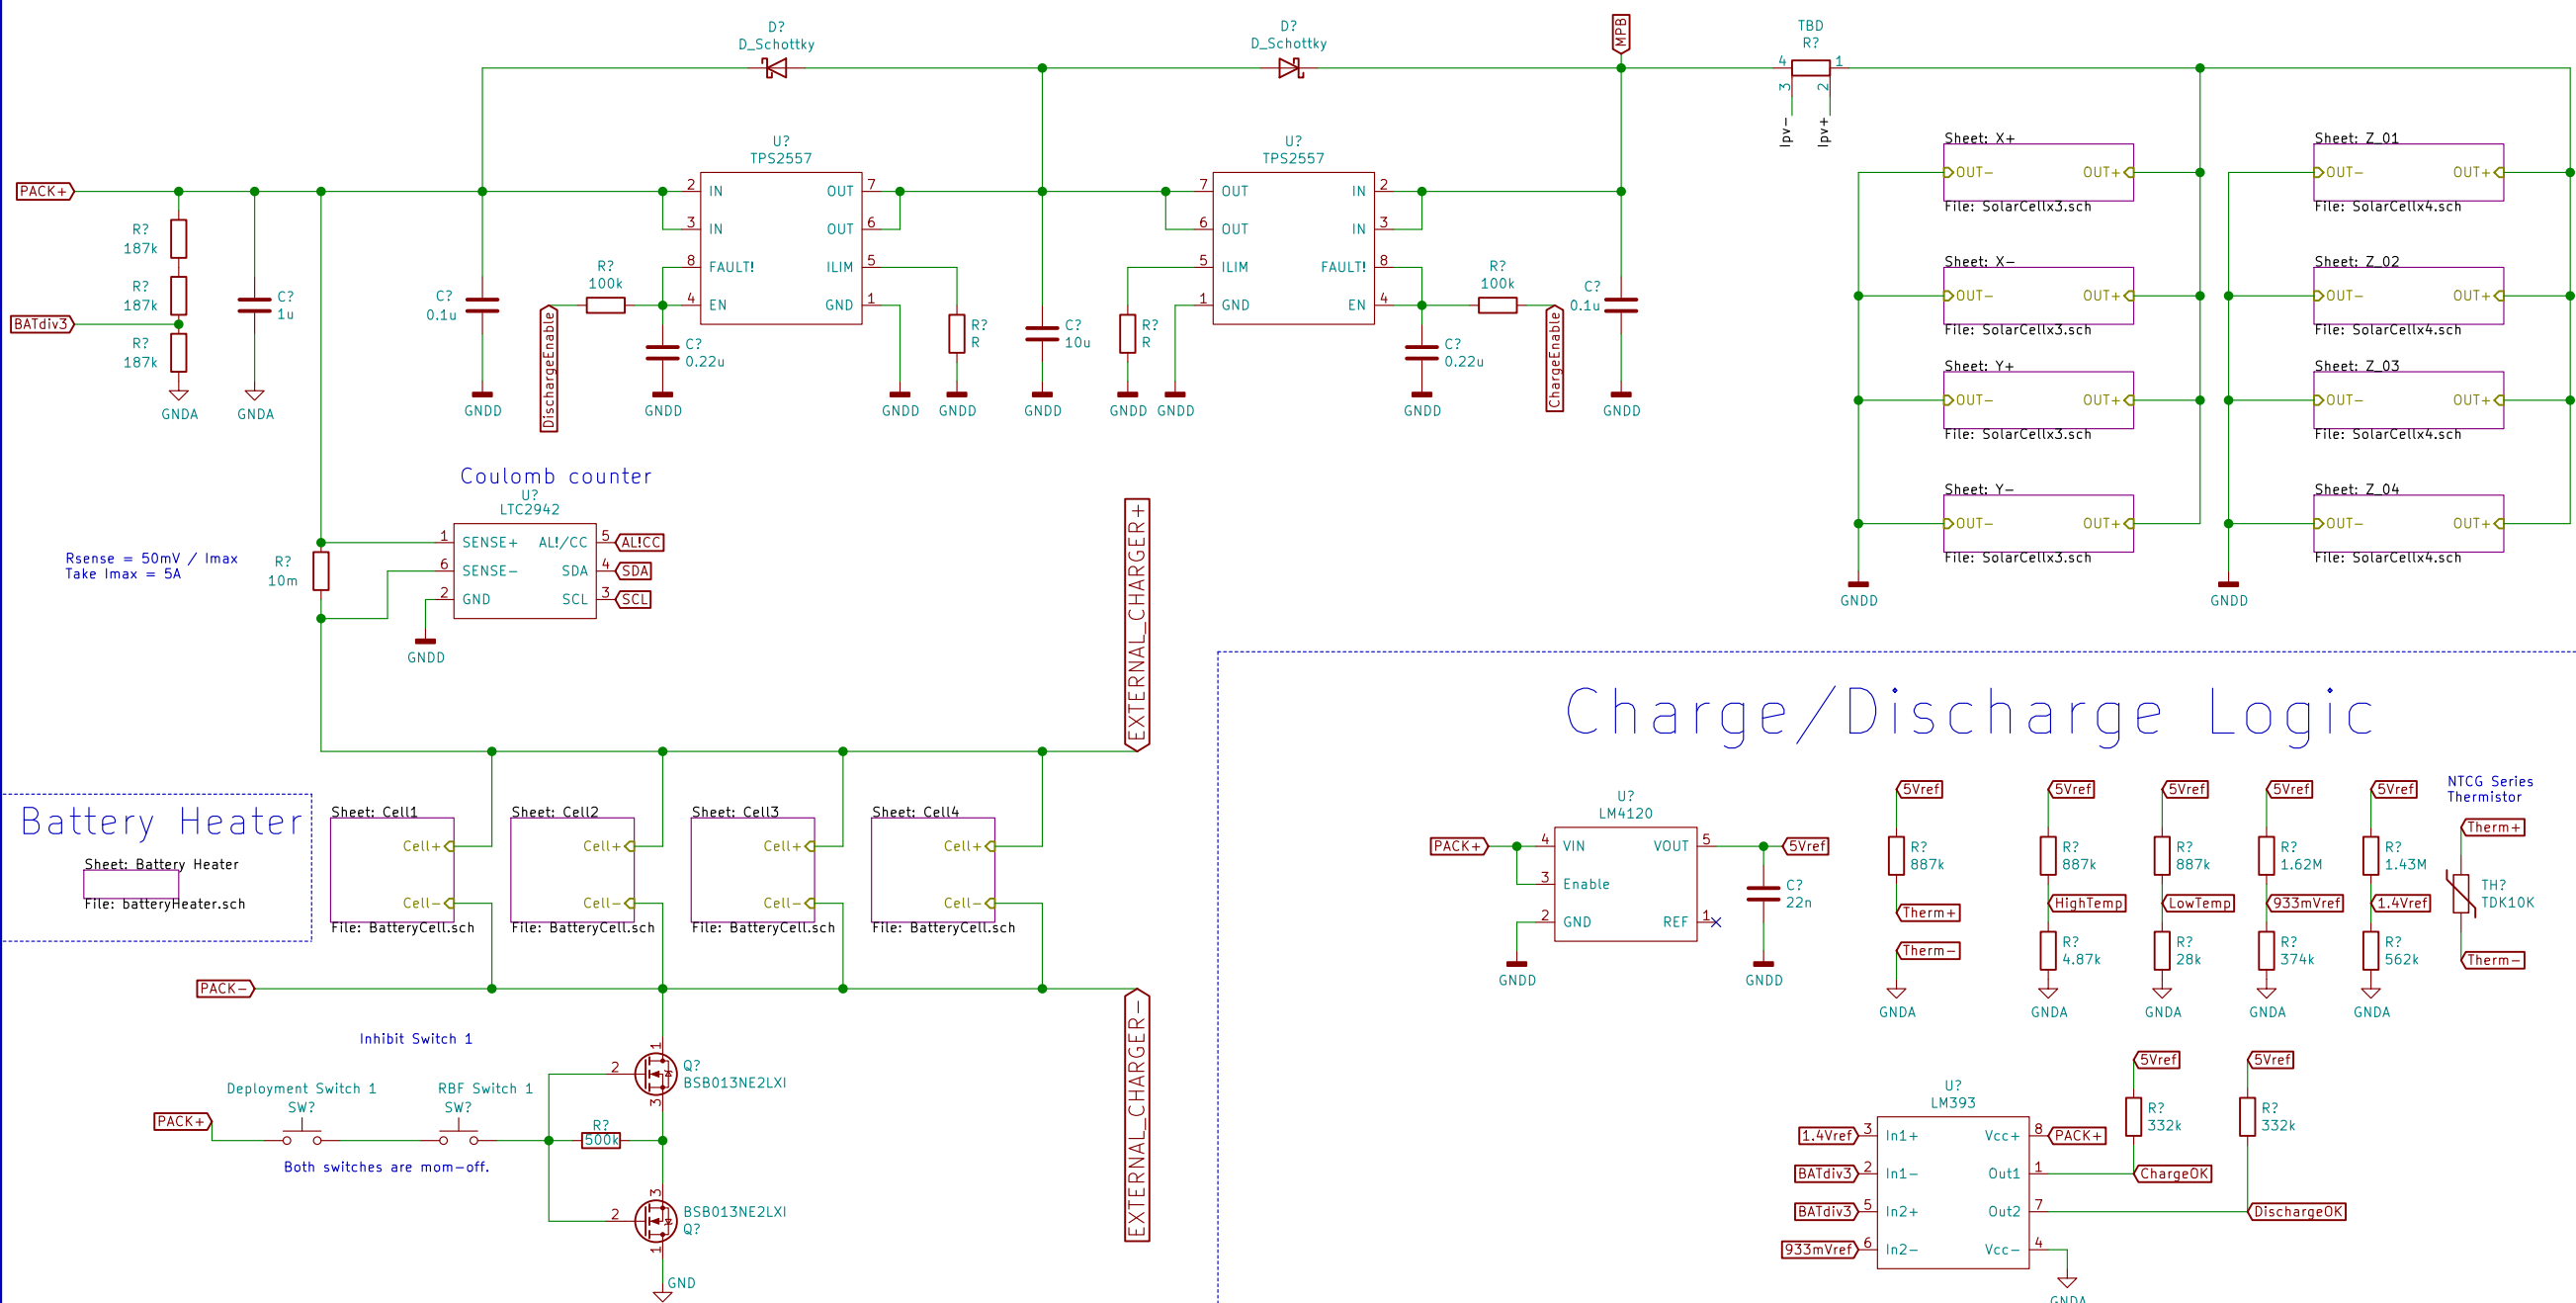 D?
D_Schottky
D?
D_Schottky
MPB
TBD
R?
4
1
3
2
Ipv-
Ipv+
PACK+
R?
187k
R?
187k
BATdiv3
R?
187k
GNDA
C?
1u
GNDA
C?
0.1u
GNDD
U?
TPS2557
2 IN
3 IN
8 FAULT!
4 EN
OUT 7
OUT 6
ILIM 5
GND 1
R?
100k
DischargeEnable
C?
0.22u
GNDD
GNDD
R?
R
GNDD
C?
10u
GNDD
U?
TPS2557
7 OUT
6 OUT
5 ILIM
1 GND
IN 2
IN 3
FAULT! 8
EN 4
R?
R
GNDD
GNDD
R?
100k
ChargeEnable
C?
0.22u
GNDD
C?
0.1u
GNDD
Sheet: X+
OUT- OUT+
File: SolarCellx3.sch
Sheet: X-
OUT- OUT+
File: SolarCellx3.sch
Sheet: Y+
OUT- OUT+
File: SolarCellx3.sch
Sheet: Y-
OUT- OUT+
File: SolarCellx3.sch
GNDD
Sheet: Z_01
OUT- OUT+
File: SolarCellx4.sch
Sheet: Z_02
OUT- OUT+
File: SolarCellx4.sch
Sheet: Z_03
OUT- OUT+
File: SolarCellx4.sch
Sheet: Z_04
OUT- OUT+
File: SolarCellx4.sch
GNDD
Coulomb counter
U?
LTC2942
1 SENSE+ AL!/CC 5 AL!CC
6 SENSE- SDA 4 SDA
2 GND SCL 3 SCL
GNDD
Rsense = 50mV / Imax
Take Imax = 5A
R?
10m
EXTERNAL_CHARGER+
Battery Heater
Sheet: Battery Heater
File: batteryHeater.sch
Sheet: Cell1
Cell+
Cell-
File: BatteryCell.sch
Sheet: Cell2
Cell+
Cell-
File: BatteryCell.sch
Sheet: Cell3
Cell+
Cell-
File: BatteryCell.sch
Sheet: Cell4
Cell+
Cell-
File: BatteryCell.sch
PACK-
EXTERNAL_CHARGER-
Inhibit Switch 1
Deployment Switch 1
SW?
RBF Switch 1
SW?
PACK+
Both switches are mom-off.
R?
500k
1
2
3
Q?
BSB013NE2LXI
3
2
1
BSB013NE2LXI
Q?
GND
Charge/Discharge Logic
U?
LM4120
PACK+
4 VIN
3 Enable
2 GND
VOUT 5
REF 1
5Vref
GNDD
C?
22n
GNDD
5Vref
R?
887k
Therm+
Therm-
GNDA
5Vref
R?
887k
HighTemp
R?
4.87k
GNDA
5Vref
R?
887k
LowTemp
R?
28k
GNDA
5Vref
R?
1.62M
933mVref
R?
374k
GNDA
5Vref
R?
1.43M
1.4Vref
R?
562k
GNDA
NTCG Series
Thermistor
Therm+
TH?
TDK10K
Therm-
U?
LM393
1.4Vref 3 In1+
BATdiv3 2 In1-
BATdiv3 5 In2+
933mVref 6 In2-
Vcc+ 8 PACK+
Out1 1
Out2 7
Vcc- 4
5Vref
R?
332k
ChargeOK
5Vref
R?
332k
DischargeOK
GNDA